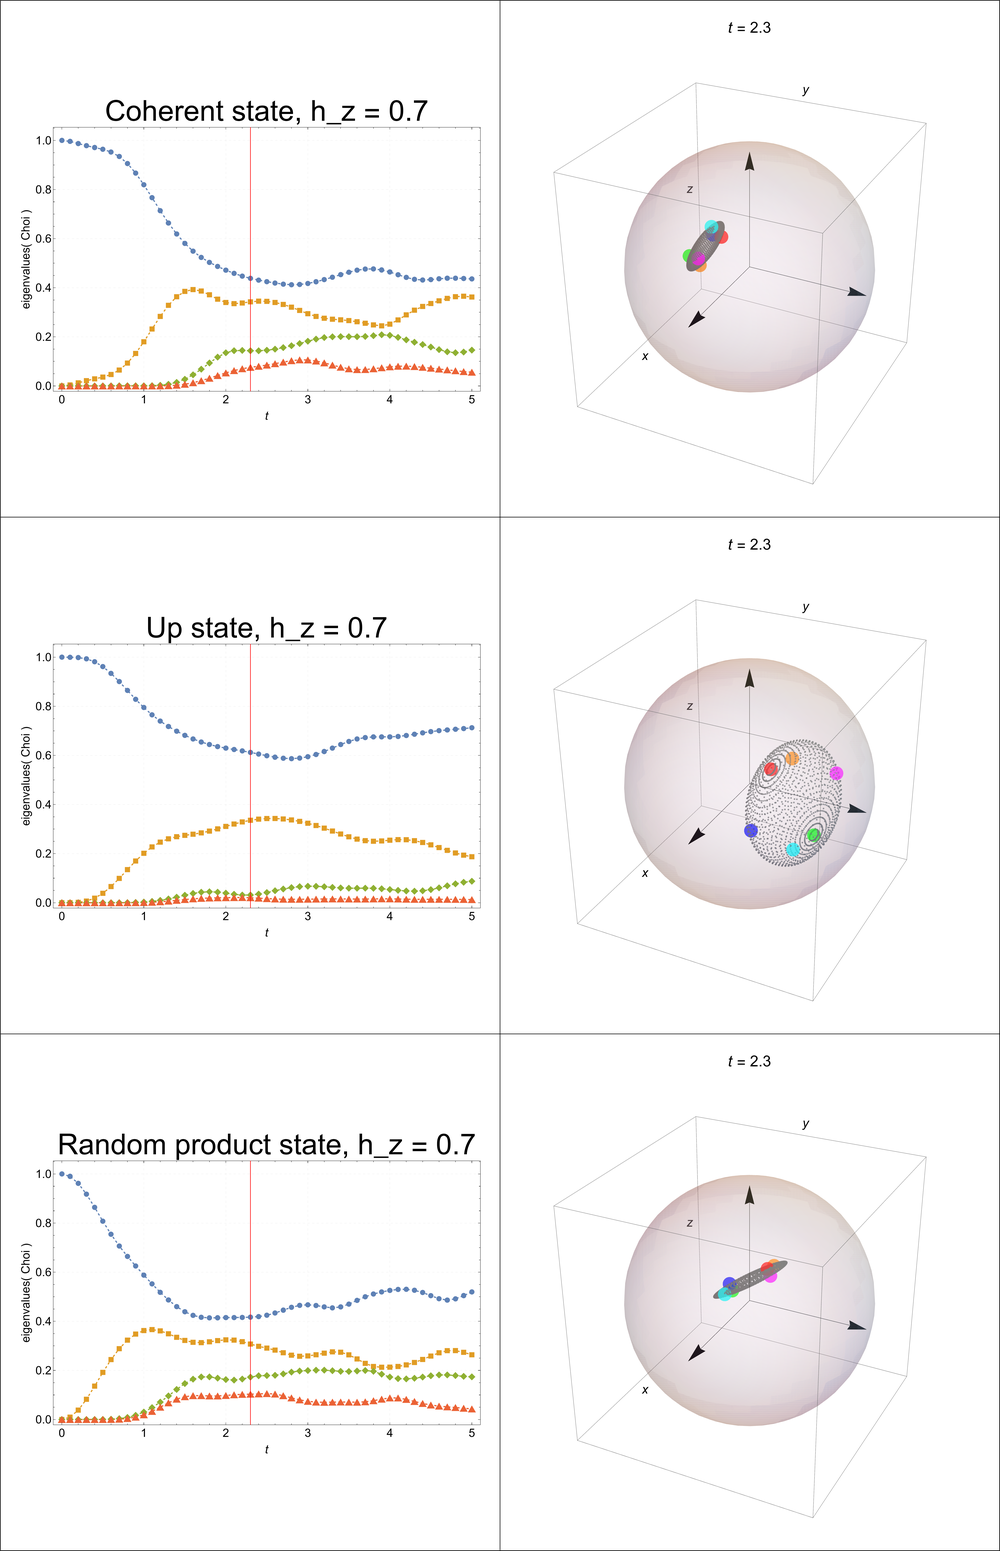 t = 2.3
Coherent state, h_z = 0.7
y
1.0
0.8
z
0.6
eigenvalues( Choi )
0.4
x
0.2
0.0
0 1 2 3 4 5
t
t = 2.3
Up state, h_z = 0.7
y
1.0
0.8
z
0.6
eigenvalues( Choi )
0.4
x
0.2
0.0
0 1 2 3 4 5
t
t = 2.3
Random product state, h_z = 0.7
y
1.0
0.8
z
0.6
eigenvalues( Choi )
0.4
x
0.2
0.0
0 1 2 3 4 5
t